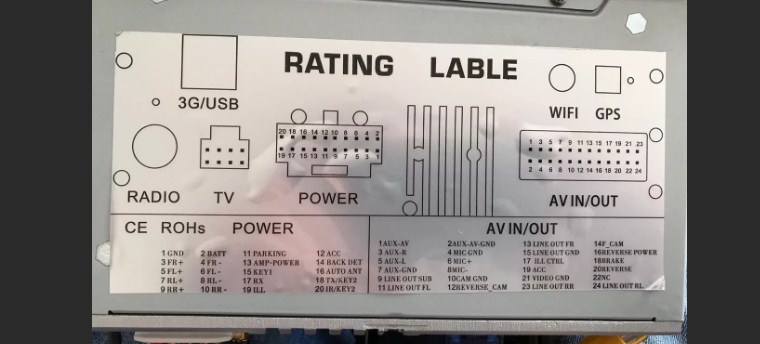 RATING LABLE
3G/USB
WIFI GPS
20 18 16 14 12 10 8 6 4 2
19 17 15 13 11 9 7 5 3 1
1 3 5 7 9 11 13 15 17 19 21 23
2 4 6 8 10 12 14 16 18 20 22 24
RADIO TV POWER AV IN/OUT
CE ROHs POWER
1 GND 2 BATT 11 PARKING 12 ACC
3 FR+ 4 FR- 13 AMP-POWER 14 BACK DET
5 FL+ 6 FL- 15 KEY1 16 AUTO ANT
7 RL+ 8 RL- 17 RX 18 TX/KEY2
9 RR+ 10 RR- 19 ILL 20 IR/KEY2
AV IN/OUT
1AUX-AV 2AUX-AV-GND 13 LINE OUT FR 14F_CAM
3 AUX-R 4 MIC GND 15 LINE OUT GND 16REVERSE POWER
5 AUX-L 6 MIC+ 17 ILL CTRL 18BRAKE
7 AUX-GND 8MIC- 19 ACC 20REVERSE
9 LINE OUT SUB 10CAM GND 21 VIDEO GND 22NC
11 LINE OUT FL 12REVERSE_CAM 23 LINE OUT RR 24 LINE OUT RL